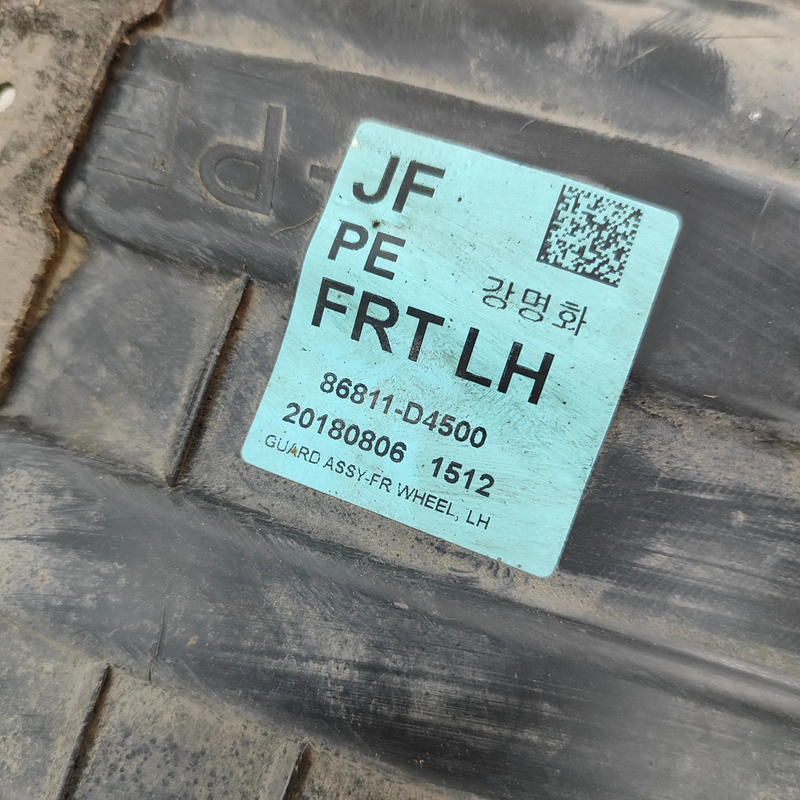 JF
PE
강명화
FRT LH
86811-D4500
20180806 1512
GUARD ASSY-FR WHEEL, LH